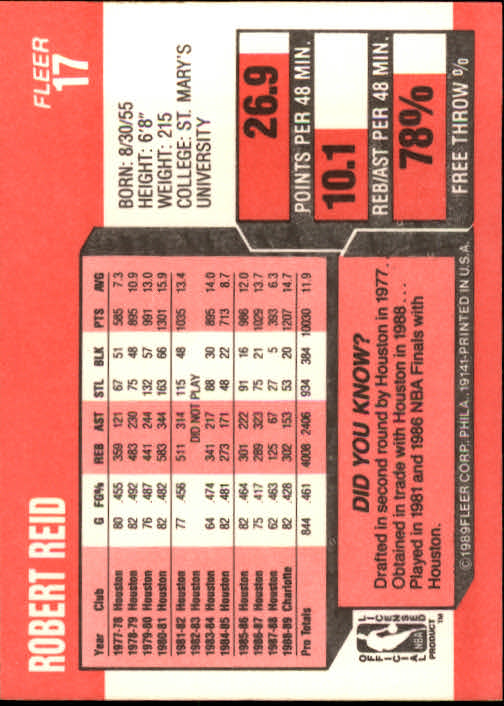 FLEER
17
ROBERT REID
BORN: 8/30/55
HEIGHT: 6'8"
WEIGHT: 215
COLLEGE: ST. MARY'S
UNIVERSITY
26.9
POINTS PER 48 MIN.
10.1
REB/AST PER 48 MIN.
78%
FREE THROW %
Year Club G FG% REB AST STL BLK PTS AVG
1977-78 Houston 80 .455 359 121 67 51 585 7.3
1978-79 Houston 82 .492 483 230 75 48 895 10.9
1979-80 Houston 76 .487 441 244 132 57 991 13.0
1980-81 Houston 82 .482 583 344 163 66 1301 15.9
1981-82 Houston 77 .456 511 314 115 48 1035 13.4
1982-83 Houston DID NOT PLAY
1983-84 Houston 64 .474 341 217 88 30 895 14.0
1984-85 Houston 82 .481 273 171 48 22 713 8.7
1985-86 Houston 82 .464 301 222 91 16 986 12.0
1986-87 Houston 75 .417 289 323 75 21 1029 13.7
1987-88 Houston 62 .463 125 67 27 5 393 6.3
1988-89 Charlotte 82 .428 302 153 53 20 1207 14.7
Pro Totals 844 .461 4008 2406 934 384 10030 11.9
DID YOU KNOW?
Drafted in second round by Houston in 1977...
Obtained in trade with Houston in 1988...
Played in 1981 and 1986 NBA Finals with
Houston.
OFFICIAL LICENSED
NBA
PRODUCT™
©1989 FLEER CORP., PHILA., 19141-PRINTED IN U.S.A.